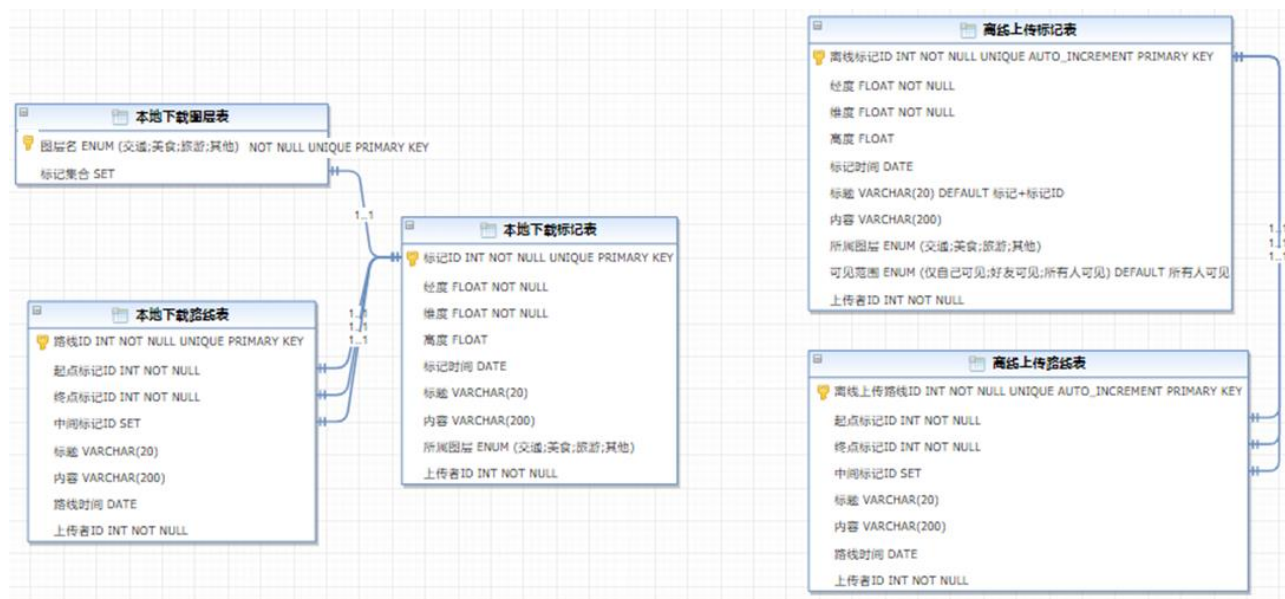 本地下载图层表
图层名 ENUM (交通;美食;旅游;其他) NOT NULL UNIQUE PRIMARY KEY
标记集合 SET
1..1
本地下载标记表
标记ID INT NOT NULL UNIQUE PRIMARY KEY
经度 FLOAT NOT NULL
维度 FLOAT NOT NULL
高度 FLOAT
标记时间 DATE
标题 VARCHAR(20)
内容 VARCHAR(200)
所属图层 ENUM (交通;美食;旅游;其他)
上传者ID INT NOT NULL
本地下载路线表
路线ID INT NOT NULL UNIQUE PRIMARY KEY
起点标记ID INT NOT NULL
终点标记ID INT NOT NULL
中间标记ID SET
标题 VARCHAR(20)
内容 VARCHAR(200)
路线时间 DATE
上传者ID INT NOT NULL
1..1
1..1
1..1
离线上传标记表
离线标记ID INT NOT NULL UNIQUE AUTO_INCREMENT PRIMARY KEY
经度 FLOAT NOT NULL
维度 FLOAT NOT NULL
高度 FLOAT
标记时间 DATE
标题 VARCHAR(20) DEFAULT 标记+标记ID
内容 VARCHAR(200)
所属图层 ENUM (交通;美食;旅游;其他)
可见范围 ENUM (仅自己可见;好友可见;所有人可见) DEFAULT 所有人可见
上传者ID INT NOT NULL
1..1
1..1
1..1
离线上传路线表
离线上传路线ID INT NOT NULL UNIQUE AUTO_INCREMENT PRIMARY KEY
起点标记ID INT NOT NULL
终点标记ID INT NOT NULL
中间标记ID SET
标题 VARCHAR(20)
内容 VARCHAR(200)
路线时间 DATE
上传者ID INT NOT NULL